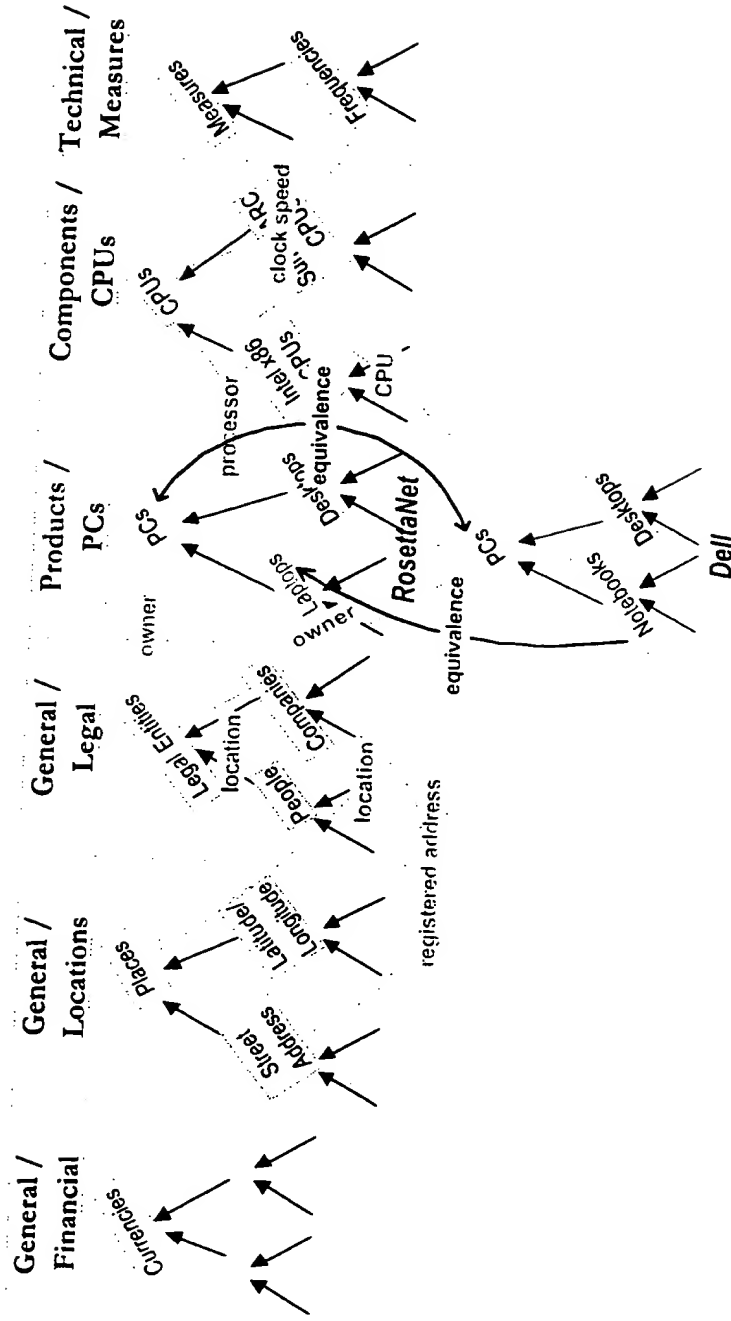 General /
Financial
General /
Locations
General /
Legal
Products /
PCs
Components /
CPUs
Technical /
Measures
Currencies
Places
Street
Address
Latitude/
Longitude
Legal Entities
location
People
Companies
location
registered address
owner
PCs
processor
Laptops
owner
Desktops
equivalence
RosettaNet
CPUs
Intel x86
CPUs
CPU
clock speed
Measures
Frequencies
equivalence
PCs
Notebooks
Desktops
Dell